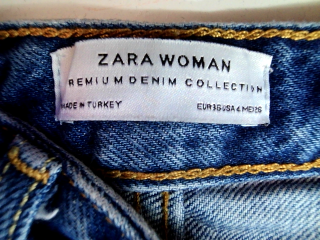 ZARA WOMAN
REMIUM DENIM COLLECTION
MADE IN TURKEY EUR 36 USA 4 MEX 26